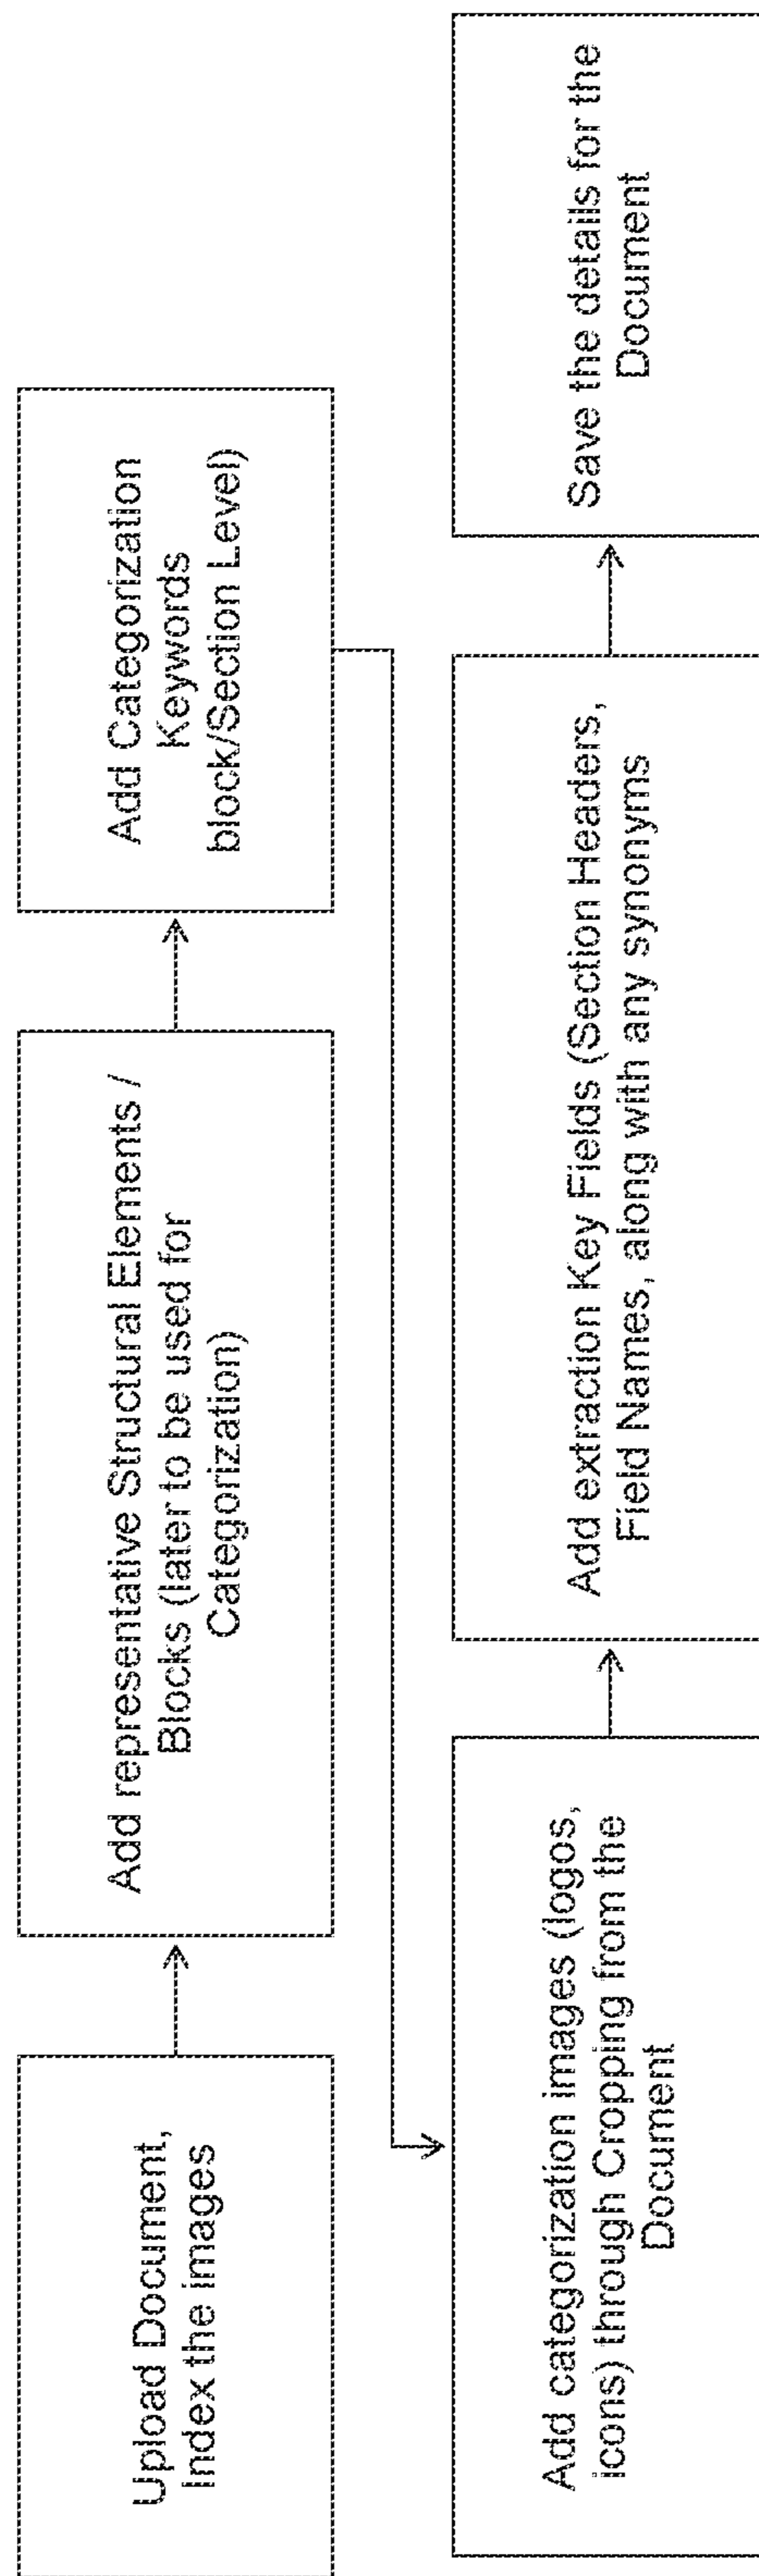 Upload Document,
Index the images
Add representative Structural Elements /
Blocks (later to be used for
Categorization)
Add Categorization
Keywords
block/Section Level)
Add categorization images (logos,
icons) through Cropping from the
Document
Add extraction Key Fields (Section Headers,
Field Names, along with any synonyms
Save the details for the
Document